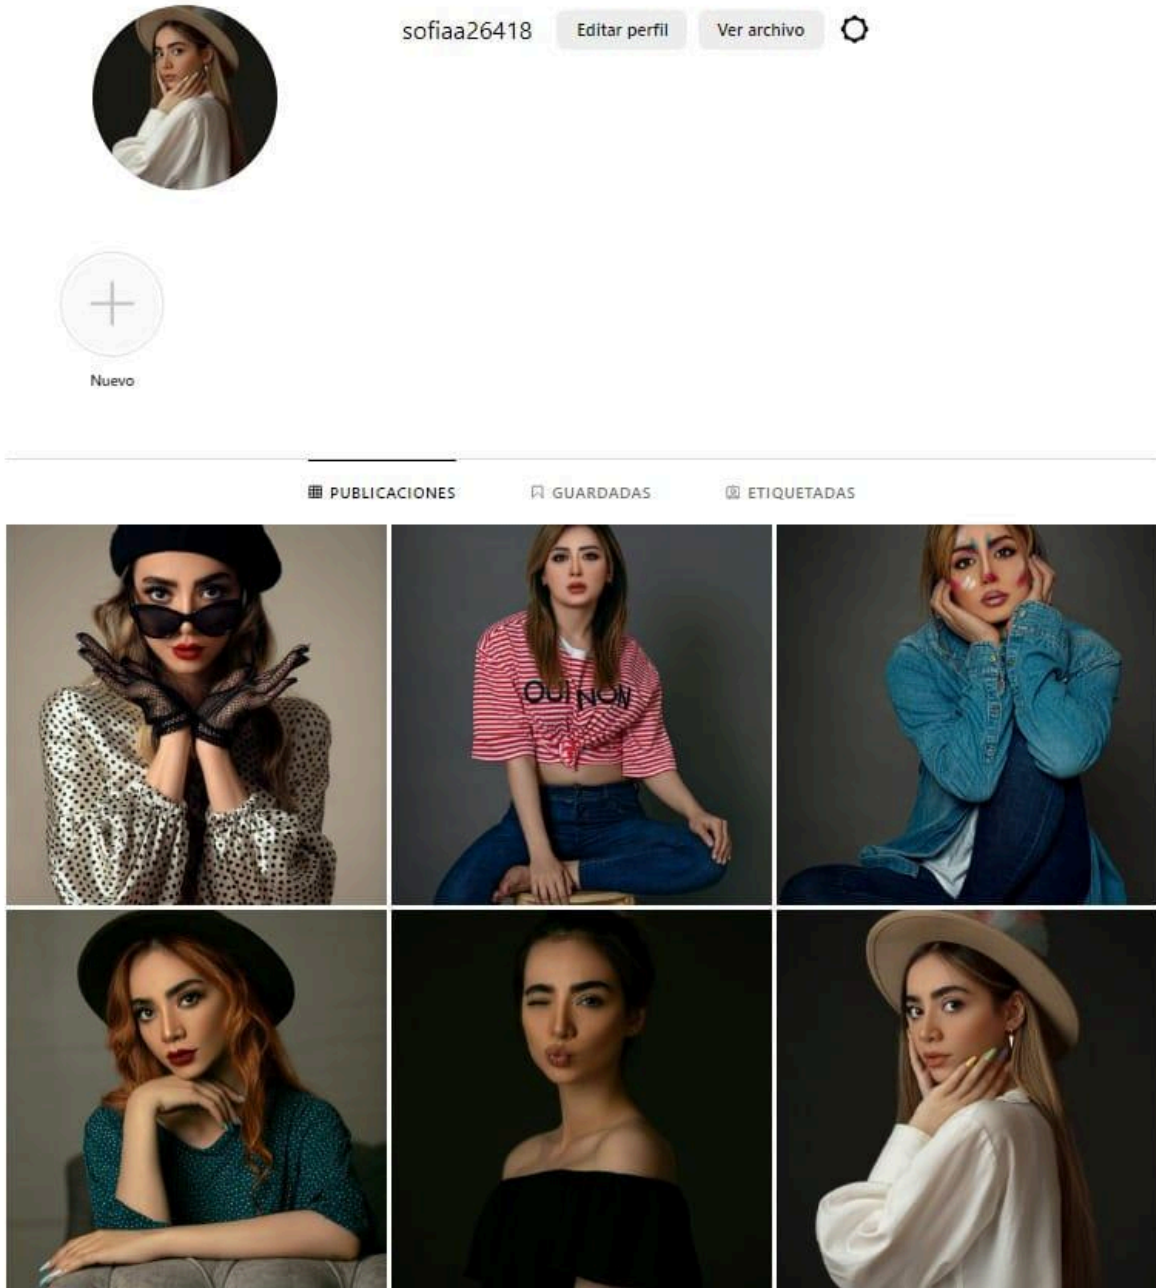 sofiaa26418 Editar perfil Ver archivo
Nuevo
PUBLICACIONES GUARDADAS ETIQUETADAS
OUI NON